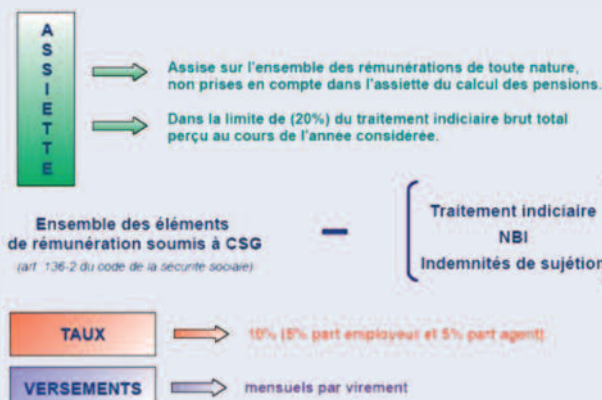 ASSIETTE
Assise sur l'ensemble des rémunérations de toute nature,
non prises en compte dans l'assiette du calcul des pensions.
Dans la limite de (20%) du traitement indiciaire brut total
perçu au cours de l'annee considérée.
Ensemble des éléments
de rémunération soumis à CSG
(art. 136-2 du code de la sécurité sociale)
–
Traitement indiciaire
NBI
Indemnités de sujétion
TAUX
10% (5% part employeur et 5% part agent)
VERSEMENTS
mensuels par virement